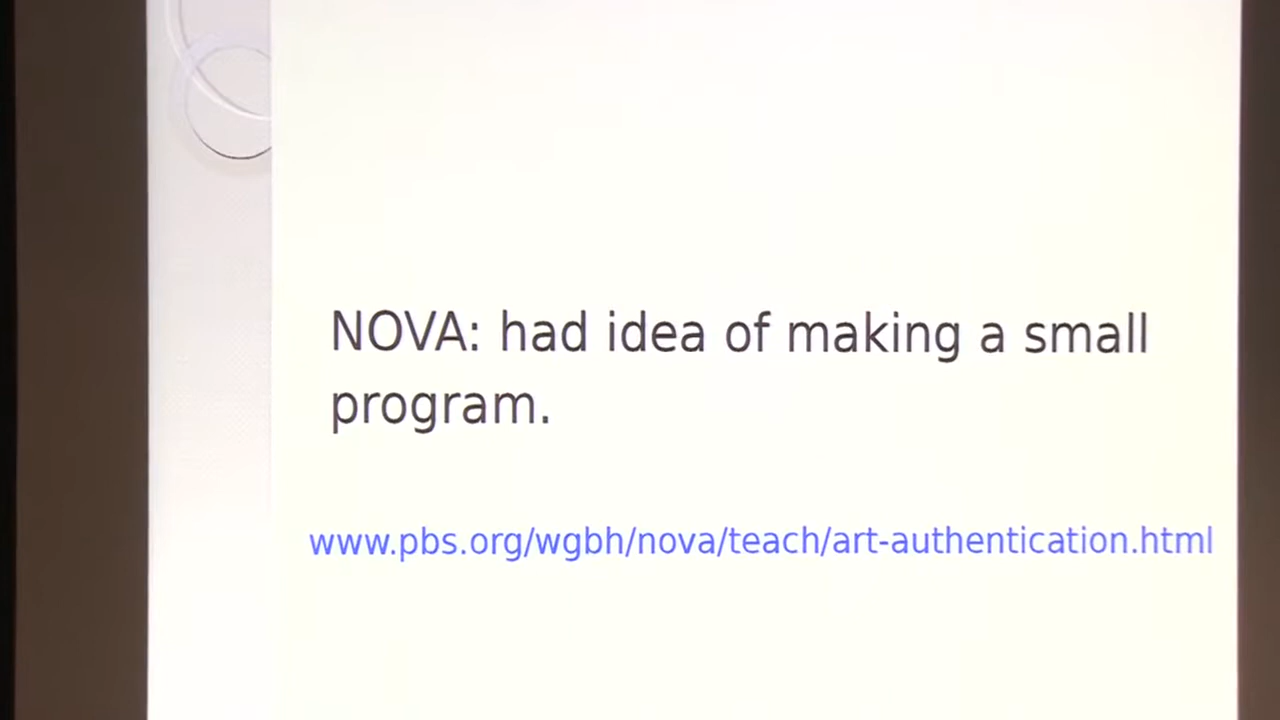 NOVA: had idea of making a small
program.
www.pbs.org/wgbh/nova/teach/art-authentication.html